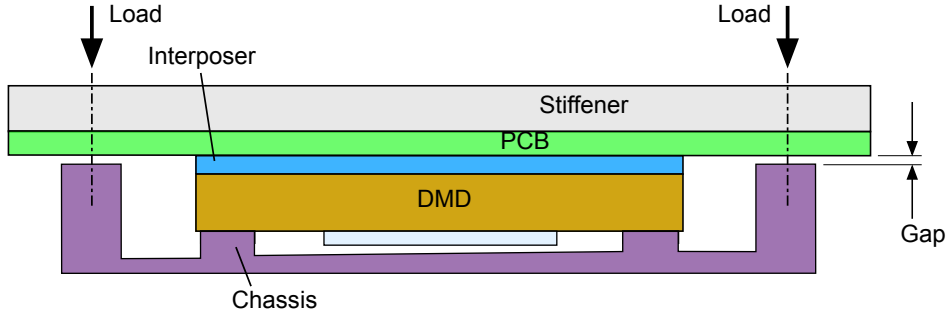 Load
Load
Interposer
Stiffener
PCB
DMD
Gap
Chassis